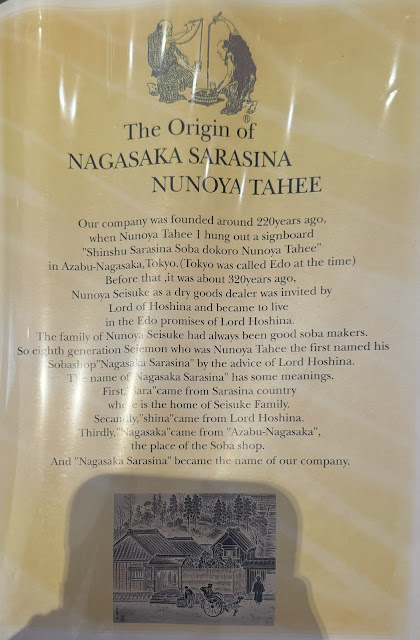 ®
The Origin of
NAGASAKA SARASINA
NUNOYA TAHEE
Our company was founded around 220years ago,
when Nunoya Tahee I hung out a signboard
"Shinshu Sarasina Soba dokoro Nunoya Tahee"
in Azabu-Nagasaka,Tokyo.(Tokyo was called Edo at the time)
Before that ,it was about 320years ago,
Nunoya Seisuke as a dry goods dealer was invited by
Lord of Hoshina and became to live
in the Edo promises of Lord Hoshina.
The family of Nunoya Seisuke had always been good soba makers.
So eighth generation Seiemon who was Nunoya Tahee the first named his
Sobashop"Nagasaka Sarasina" by the advice of Lord Hoshina.
The name of"Nagasaka Sarasina" has some meanings.
First,"Sara"came from Sarasina country
where is the home of Seisuke Family.
Secandly,"shina"came from Lord Hoshina.
Thirdly,"Nagasaka"came from "Azabu-Nagasaka",
the place of the Soba shop.
And "Nagasaka Sarasina" became the name of our company.